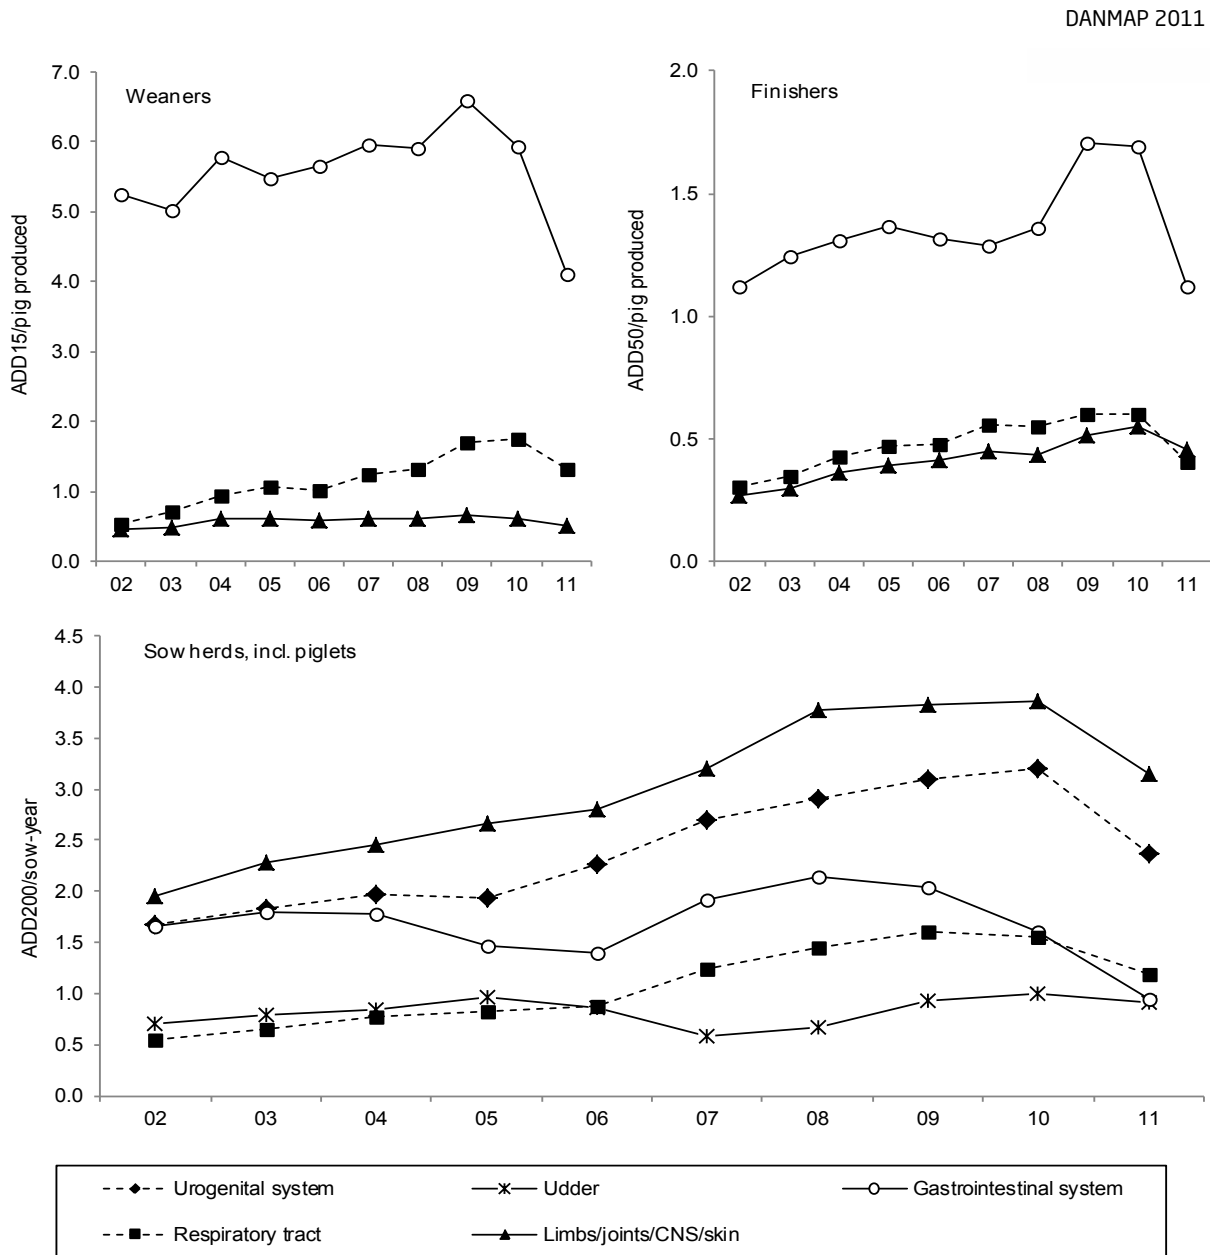 DANMAP 2011
Weaners
7.0
6.0
5.0
4.0
3.0
2.0
1.0
0.0
ADD15/pig produced
02 03 04 05 06 07 08 09 10 11
Finishers
2.0
1.5
1.0
0.5
0.0
ADD50/pig produced
02 03 04 05 06 07 08 09 10 11
Sow herds, incl. piglets
4.5
4.0
3.5
3.0
2.5
2.0
1.5
1.0
0.5
0.0
ADD200/sow-year
02 03 04 05 06 07 08 09 10 11
Urogenital system Udder Gastrointestinal system
Respiratory tract Limbs/joints/CNS/skin